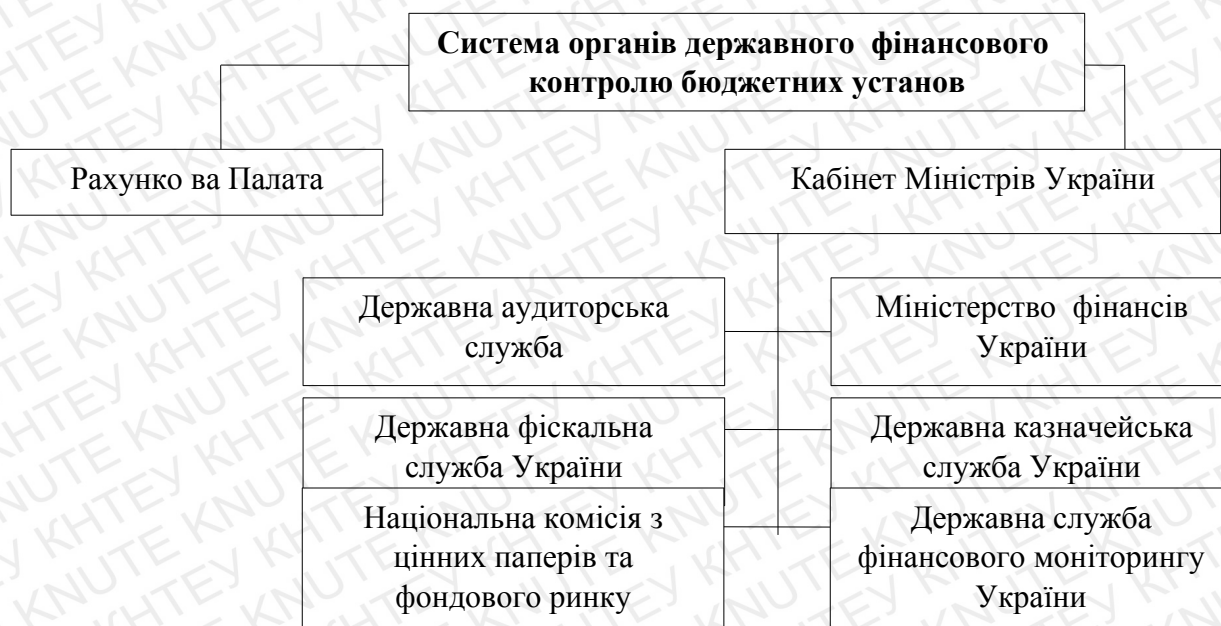 Система органів державного фінансового
контролю бюджетних установ
Рахунко ва Палата
Кабінет Міністрів України
Державна аудиторська
служба
Міністерство фінансів
України
Державна фіскальна
служба України
Державна казначейська
служба України
Національна комісія з
цінних паперів та
фондового ринку
Державна служба
фінансового моніторингу
України